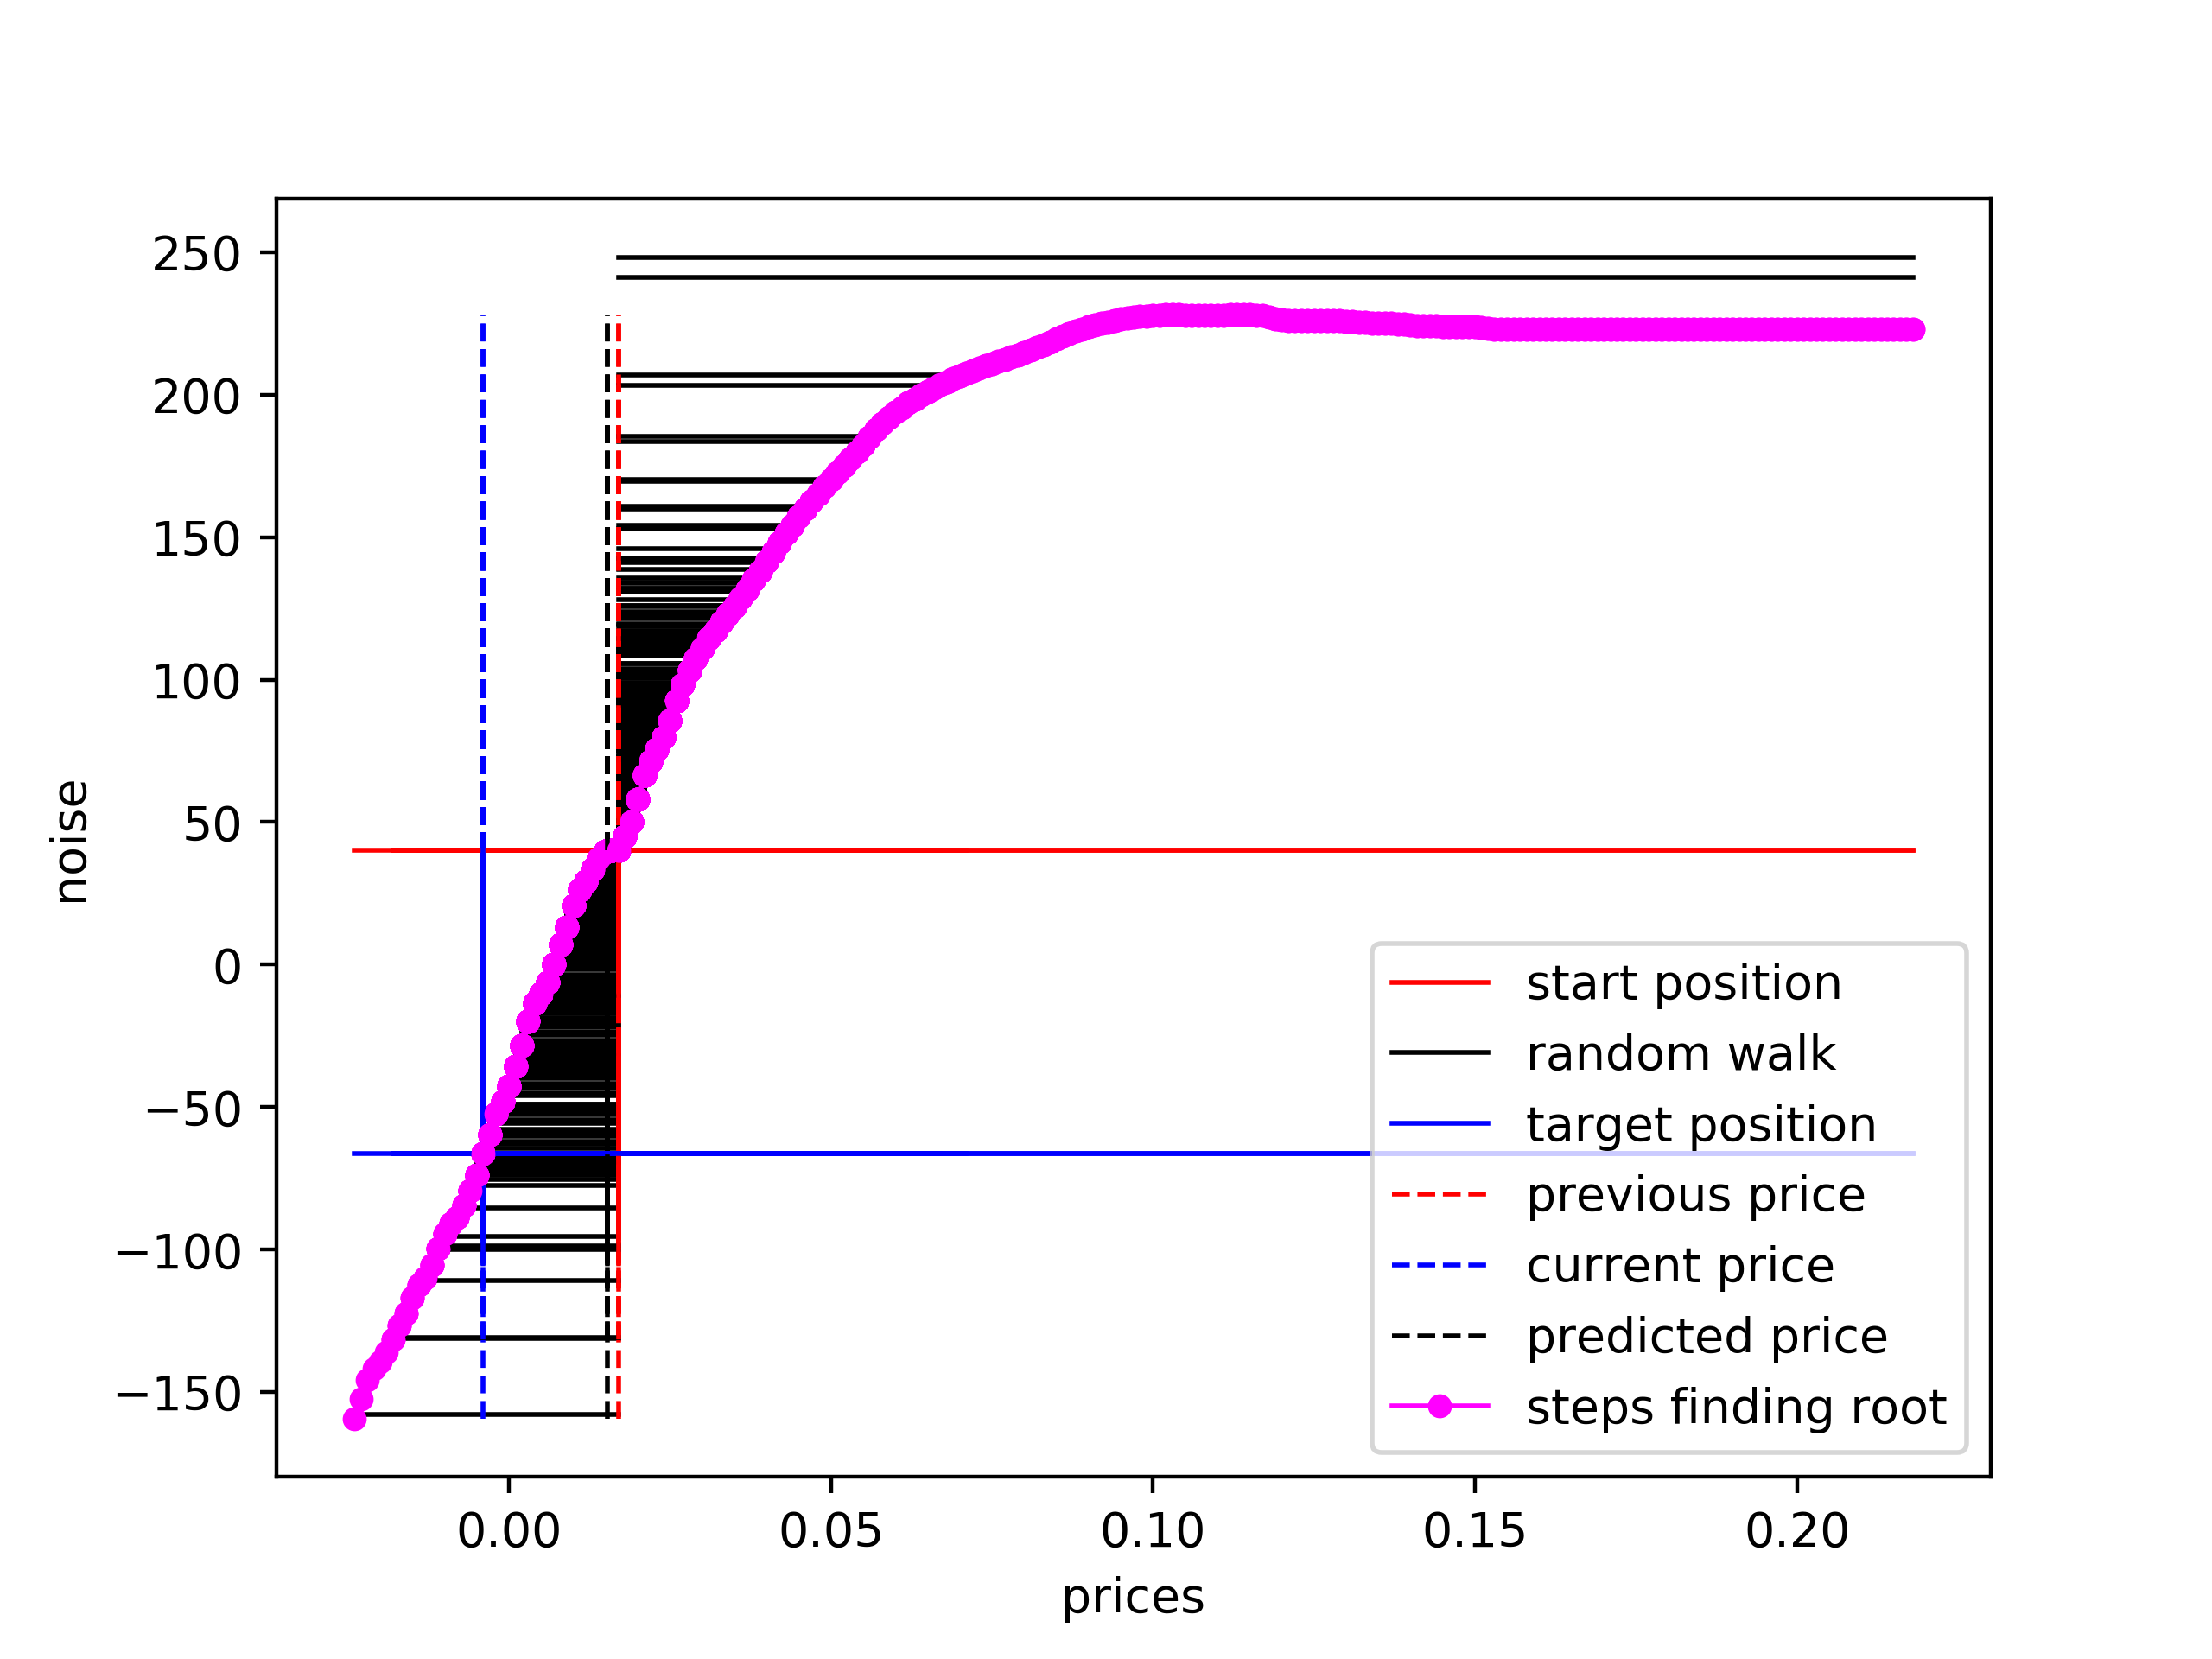 250
200
150
100
50
0
−50
−100
−150
noise
0.00 0.05 0.10 0.15 0.20
prices
start position
random walk
target position
previous price
current price
predicted price
steps finding root